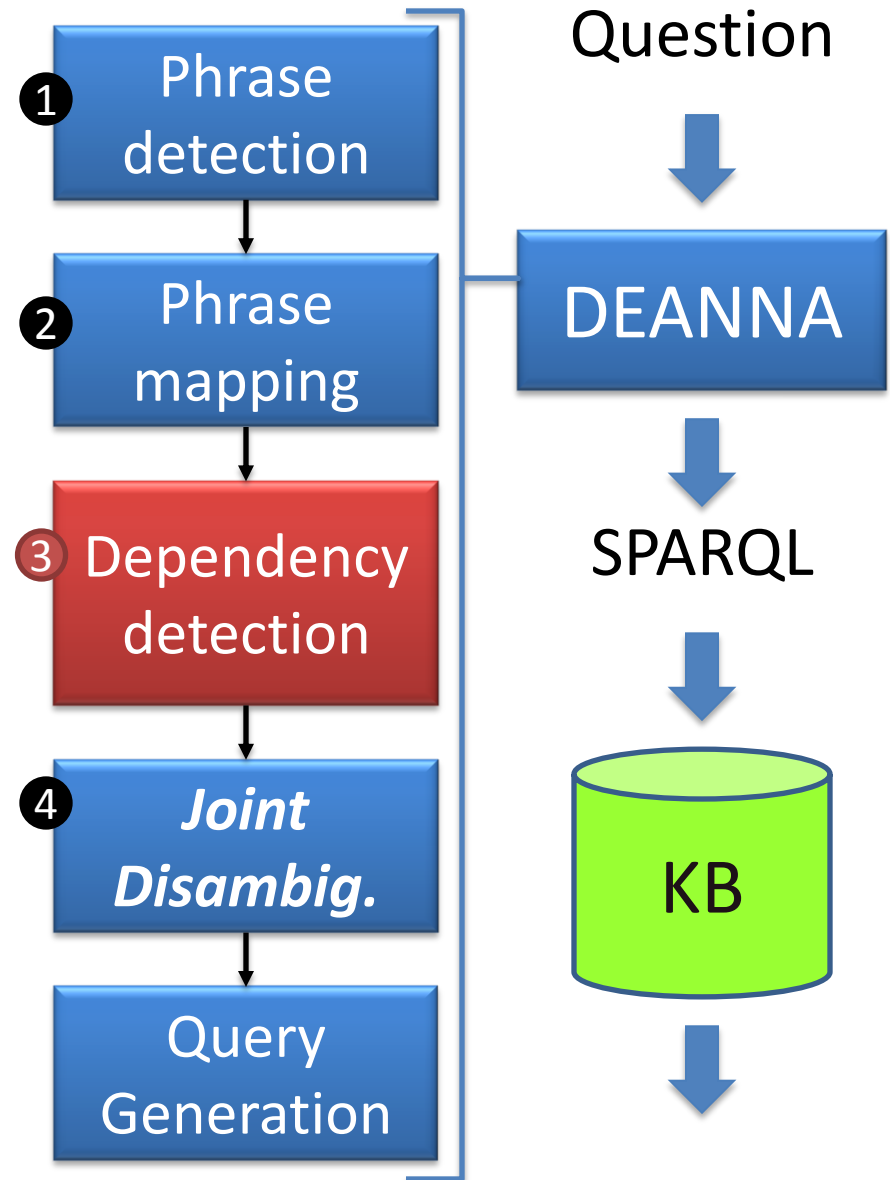 1
Phrase
detection
2
Phrase
mapping
3
Dependency
detection
4
Joint
Disambig.
Query
Generation
Question
DEANNA
SPARQL
KB